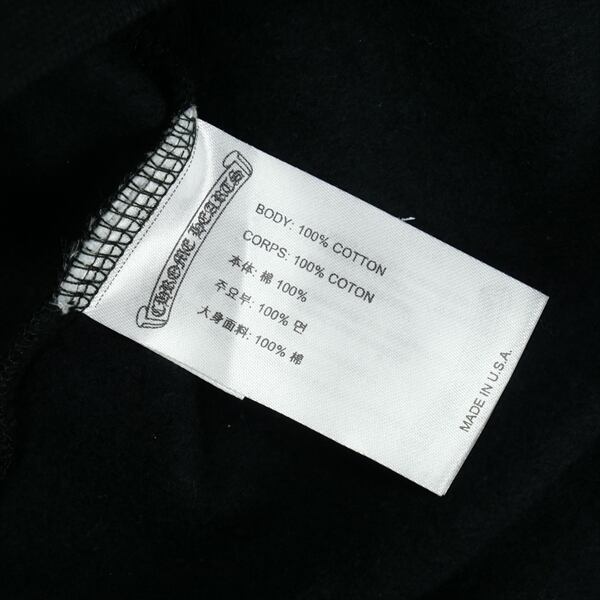 CHROME HEARTS
BODY: 100% COTTON
CORPS: 100% COTON
本体: 棉 100%
주요부: 100% 면
大身面料: 100% 棉
MADE IN U.S.A.